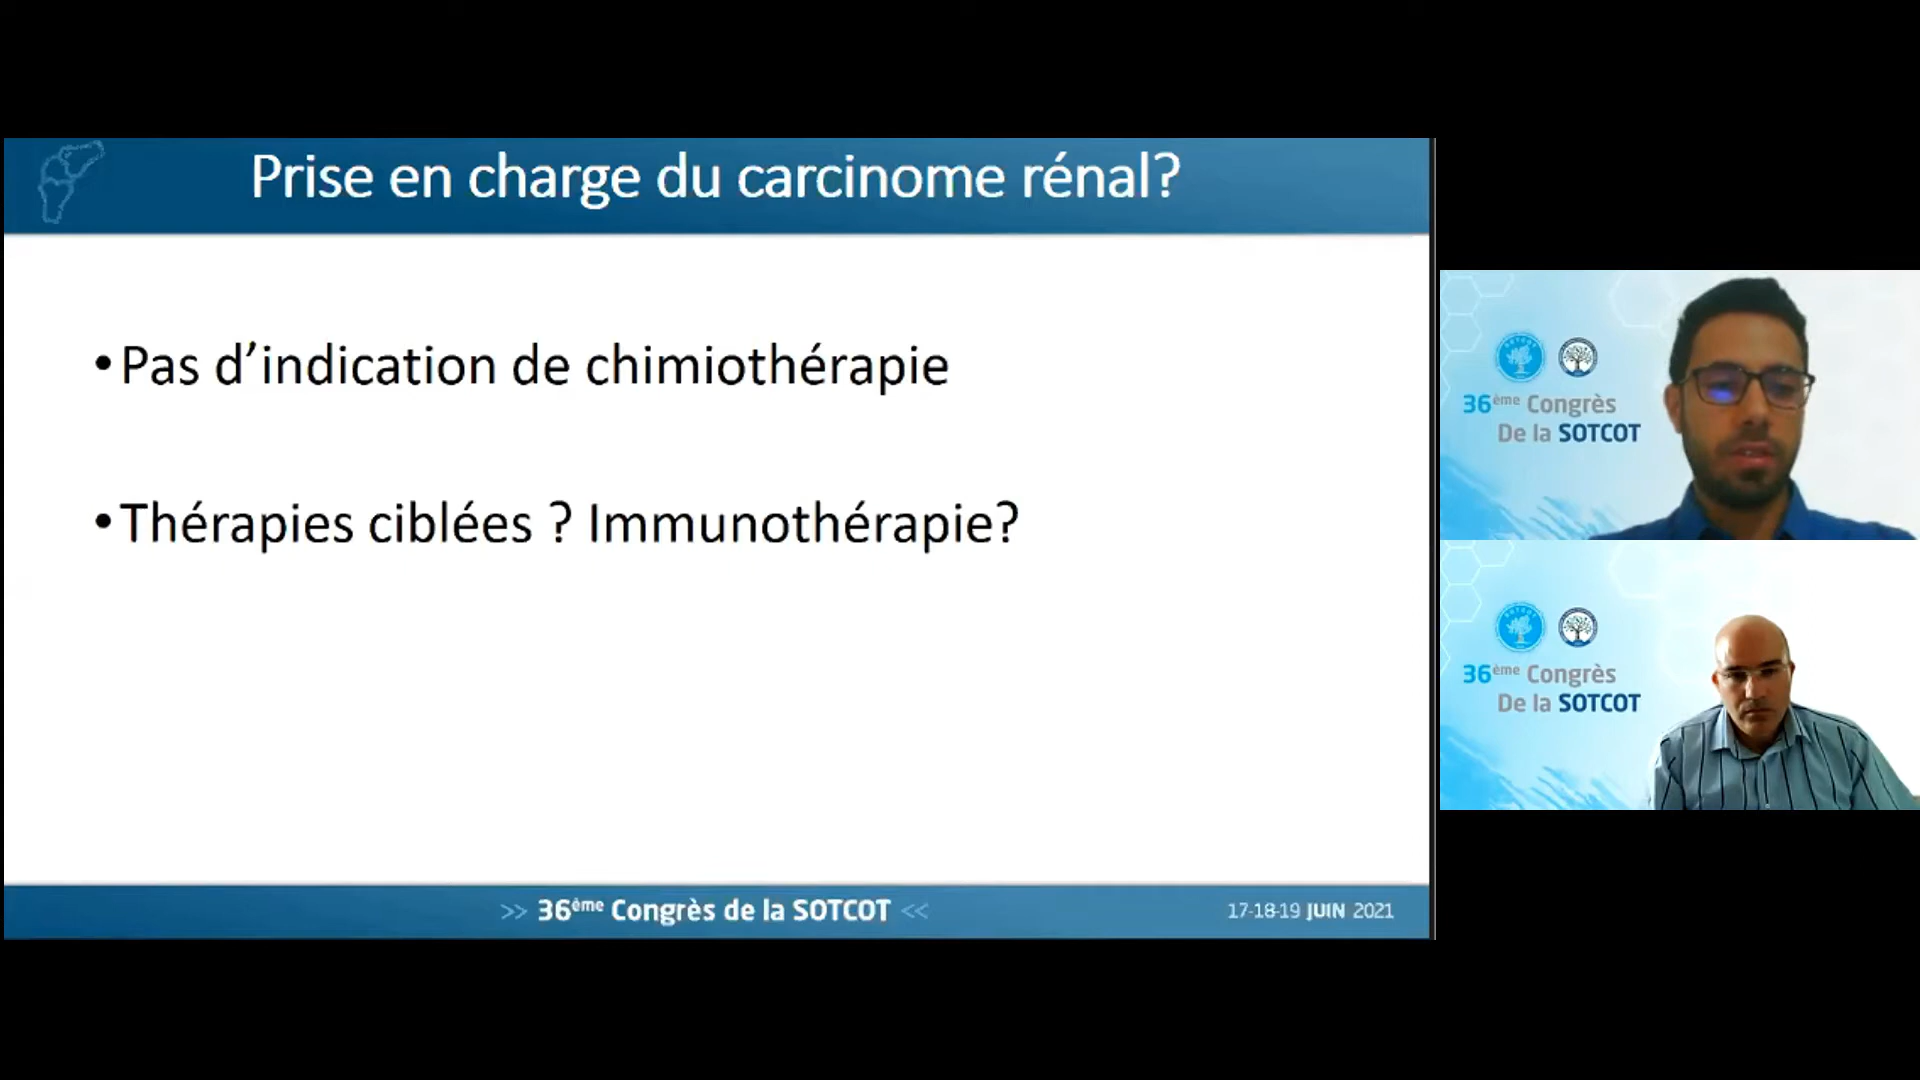 Prise en charge du carcinome rénal?
•Pas d’indication de chimiothérapie
•Thérapies ciblées ? Immunothérapie?
>> 36ème Congrès de la SOTCOT <<
17-18-19 JUIN 2021
36ème Congrès
De la SOTCOT
36ème Congrès
De la SOTCOT